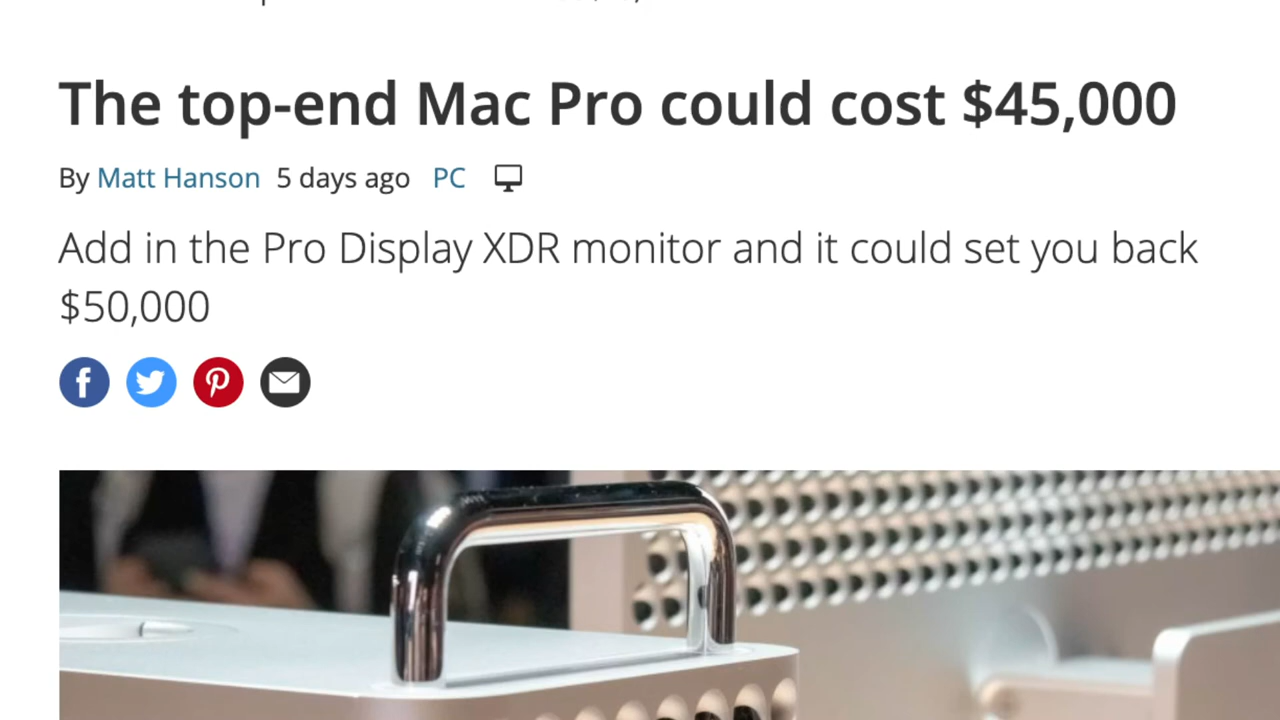 The top-end Mac Pro could cost $45,000
By Matt Hanson 5 days ago PC
Add in the Pro Display XDR monitor and it could set you back
$50,000